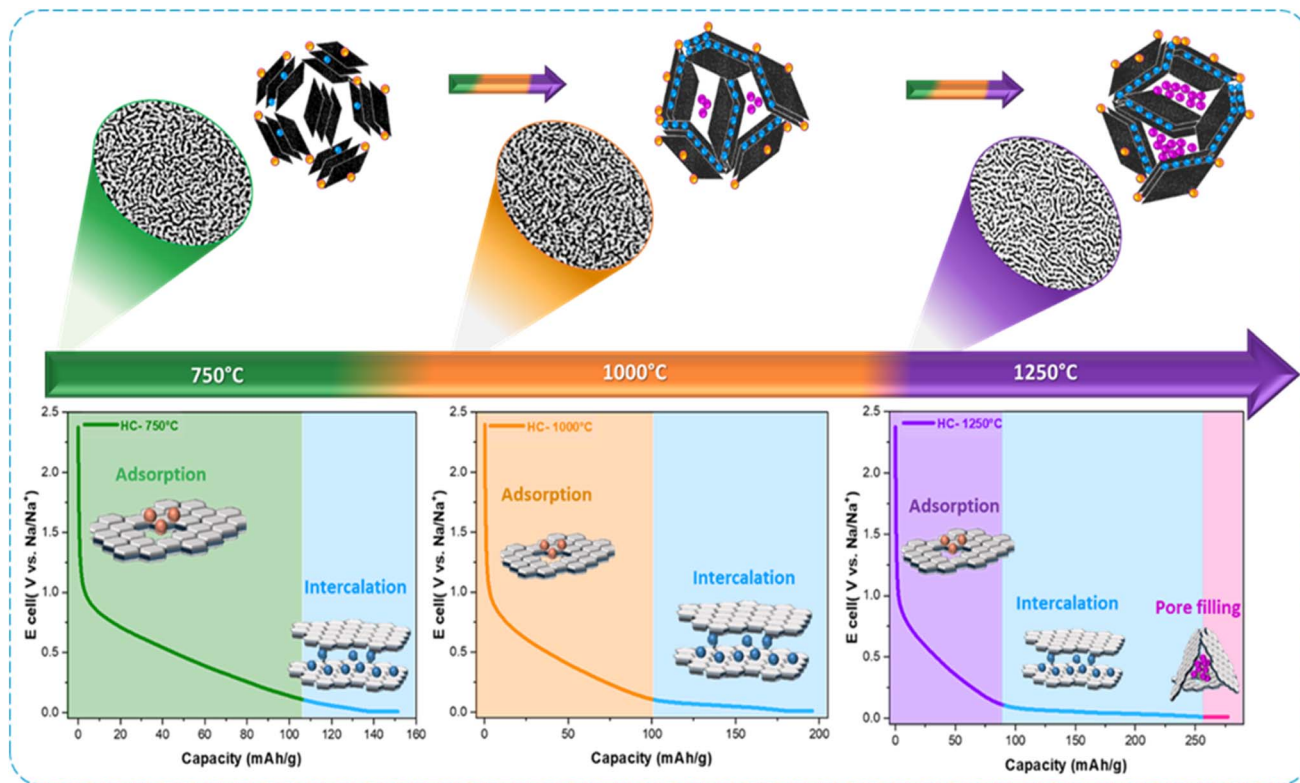 750°C
1000°C
1250°C
2.5
2.0
1.5
1.0
0.5
0.0
E cell( V vs. Na/Na⁺)
HC- 750°C
Adsorption
Intercalation
0 20 40 60 80 100 120 140 160
Capacity (mAh/g)
2.5
2.0
1.5
1.0
0.5
0.0
E cell( V vs. Na/Na⁺)
HC- 1000°C
Adsorption
Intercalation
0 50 100 150 200
Capacity (mAh/g)
2.5
2.0
1.5
1.0
0.5
0.0
E cell( V vs. Na/Na⁺)
HC- 1250°C
Adsorption
Intercalation
Pore filling
0 50 100 150 200 250
Capacity (mAh/g)